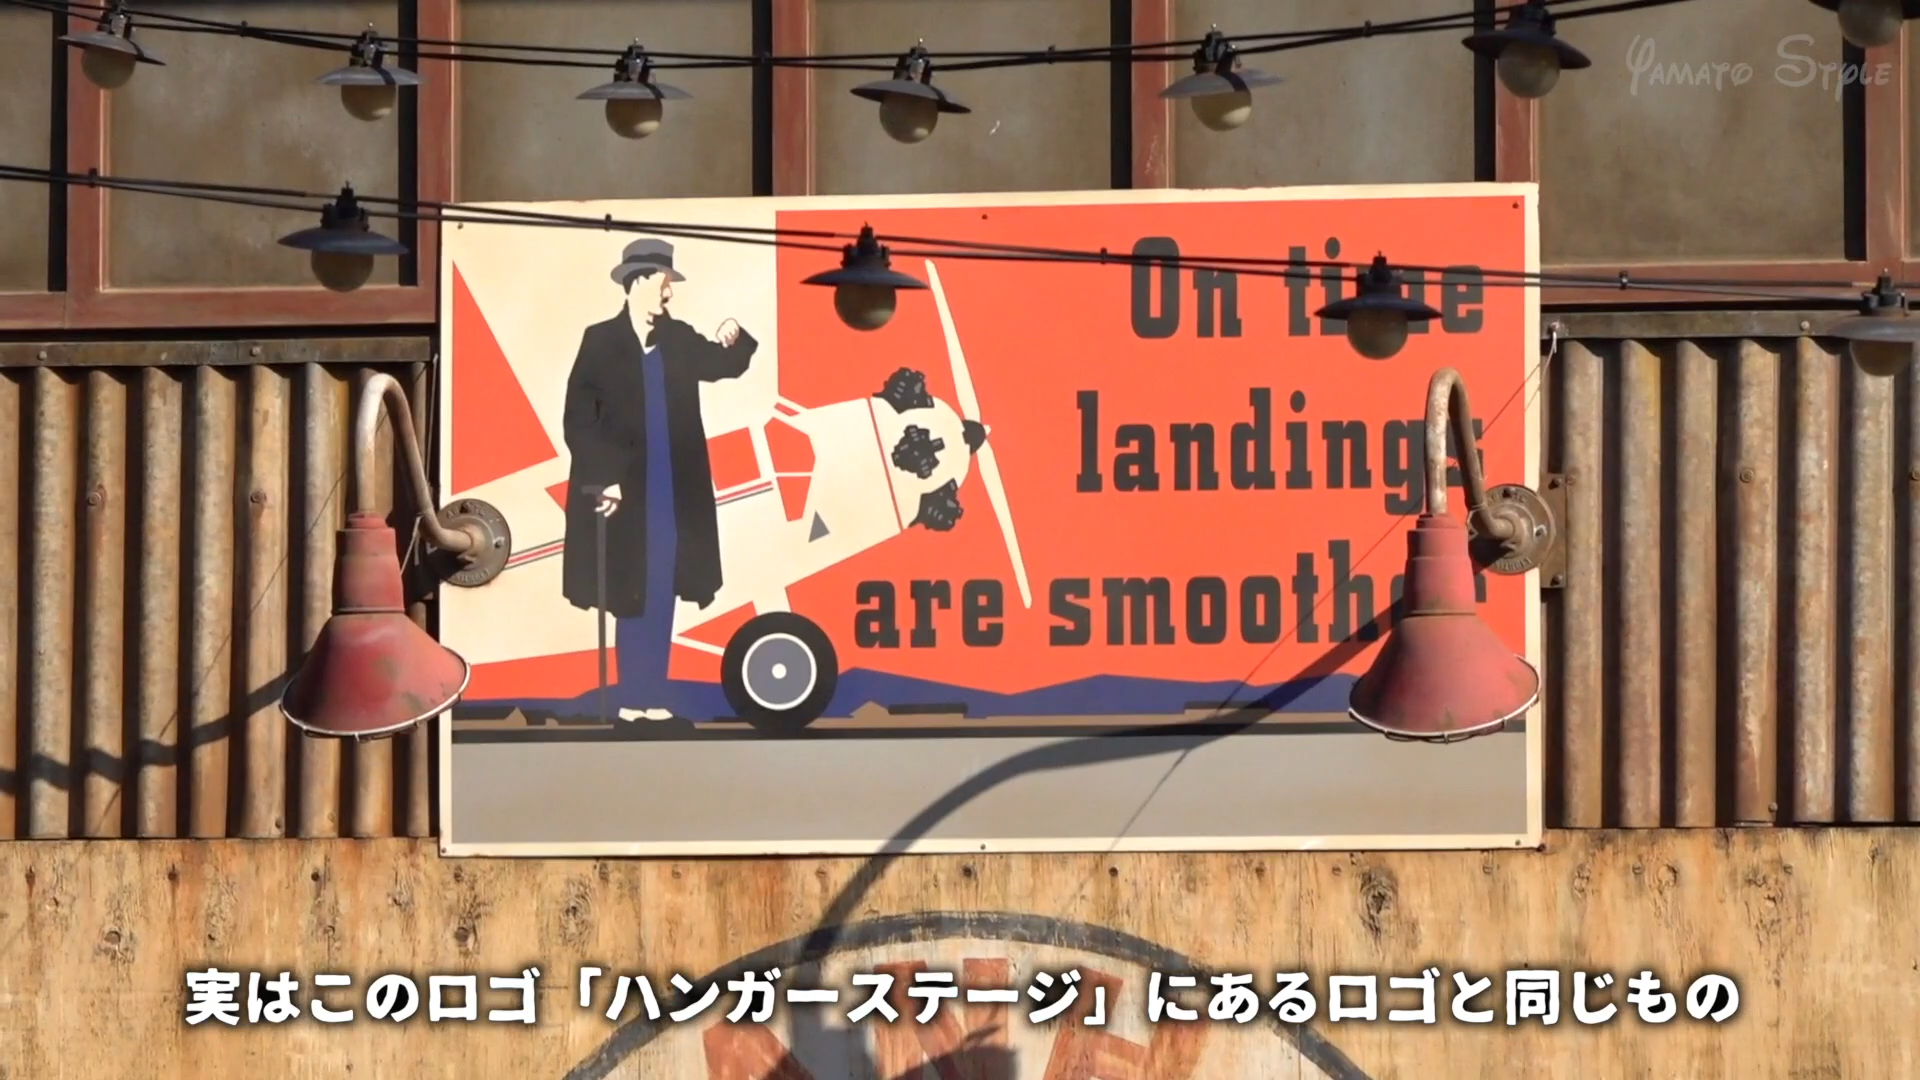 Yamato Style
On time
landings
are smoother
実はこのロゴ「ハンガーステージ」にあるロゴと同じもの